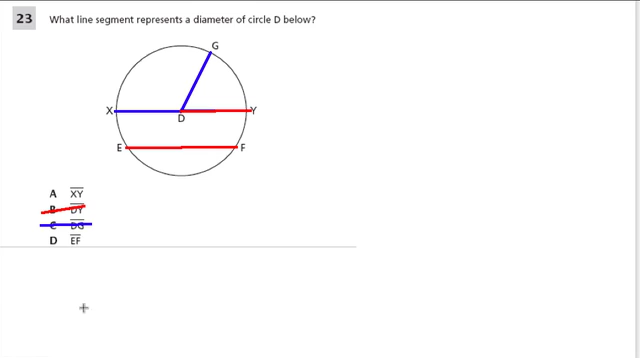 23 What line segment represents a diameter of circle D below?
G
X
Y
D
E
F
A XY
B DY
C DG
D EF